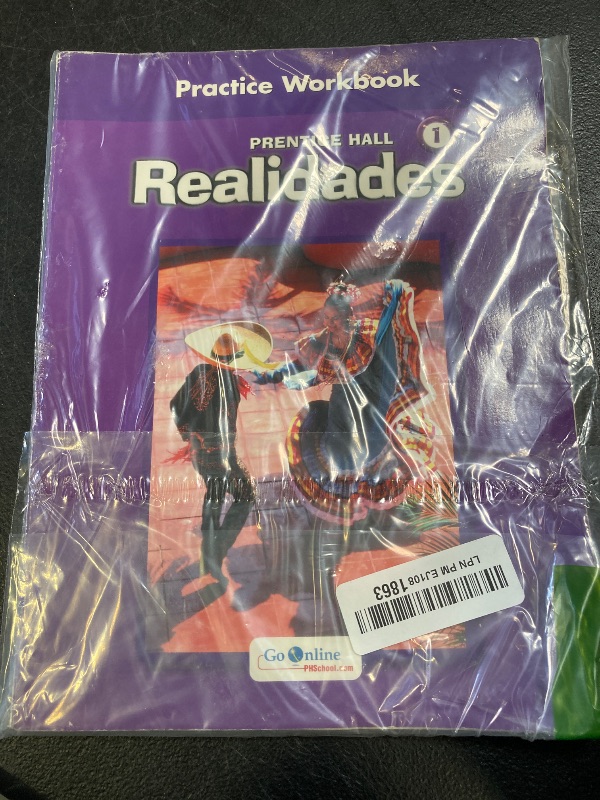 Practice Workbook
PRENTICE HALL
1
Realidades
LPN PM EJ108 1863
Go Online
PHSchool.com